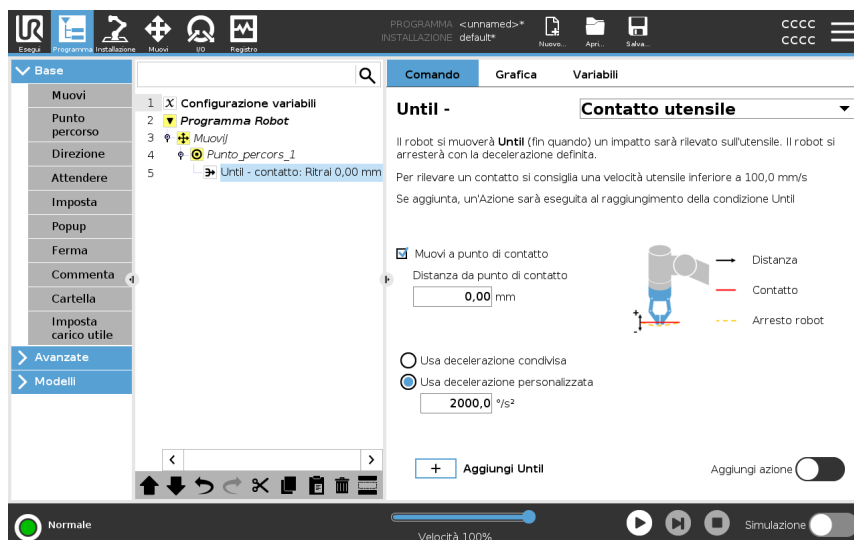 UR
PROGRAMMA <unnamed>*
INSTALLAZIONE default*
CCCC
CCCC
Esegui Programma Installazione Muovi I/O Registro Nuovo... Apri... Salva...
Base
Muovi
Punto
percorso
Direzione
Attendere
Imposta
Popup
Ferma
Commenta
Cartella
Imposta
carico utile
Avanzate
Modelli
1 X Configurazione variabili
2 Programma Robot
3 MuoviJ
4 Punto_percors_1
5 Until - contatto: Ritrai 0,00 mm
Comando Grafica Variabili
Until - Contatto utensile
Il robot si muoverà Until (fin quando) un impatto sarà rilevato sull'utensile. Il robot si
arresterà con la decelerazione definita.
Per rilevare un contatto si consiglia una velocità utensile inferiore a 100,0 mm/s
Se aggiunta, un'Azione sarà eseguita al raggiungimento della condizione Until
Muovi a punto di contatto
Distanza da punto di contatto
0,00 mm
+
-
Distanza
Contatto
Arresto robot
Usa decelerazione condivisa
Usa decelerazione personalizzata
2000,0 °/s²
+ Aggiungi Until
Aggiungi azione
Normale
Velocità 100%
Simulazione